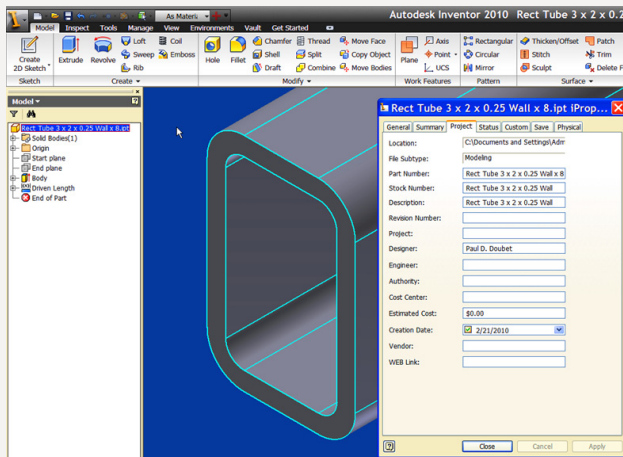 As Materi
Autodesk Inventor 2010 Rect Tube 3 x 2 x 0.2
Model Inspect Tools Manage View Environments Vault Get Started
Create 2D Sketch
Extrude
Revolve
Loft
Sweep
Rib
Coil
Emboss
Hole
Fillet
Chamfer
Shell
Draft
Thread
Split
Combine
Move Face
Copy Object
Move Bodies
Plane
Axis
Point
UCS
Rectangular
Circular
Mirror
Thicken/Offset
Stitch
Sculpt
Patch
Trim
Delete F
Sketch Create Modify Work Features Pattern Surface
Model
Rect Tube 3 x 2 x 0.25 Wall x 8.ipt
Solid Bodies(1)
Origin
Start plane
End plane
Body
Driven Length
End of Part
Rect Tube 3 x 2 x 0.25 Wall x 8.ipt iProp...
General Summary Project Status Custom Save Physical
Location: C:\Documents and Settings\Adm
File Subtype: Modeling
Part Number: Rect Tube 3 x 2 x 0.25 Wall x 8
Stock Number: Rect Tube 3 x 2 x 0.25 Wall
Description: Rect Tube 3 x 2 x 0.25 Wall
Revision Number:
Project:
Designer: Paul D. Doubet
Engineer:
Authority:
Cost Center:
Estimated Cost: $0.00
Creation Date: 2/21/2010
Vendor:
WEB Link:
Close Cancel Apply